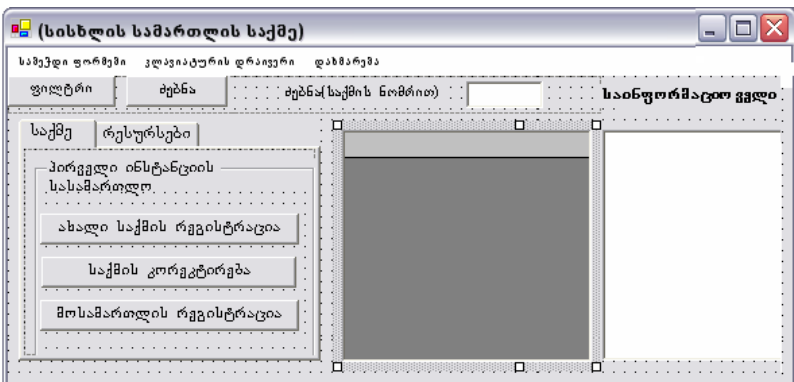 (სისხლის სამართლის საქმე)
საბეჭდი ფორმები კლავიატურის დრაივერი დახმარება
ფილტრი ძებნა ძებნა(საქმის ნომრით) საინფორმაციო ველი
საქმე რესურსები
პირველი ინსტანციის
სასამართლო
ახალი საქმის რეგისტრაცია
საქმის კორექტირება
მოსამართლის რეგისტრაცია